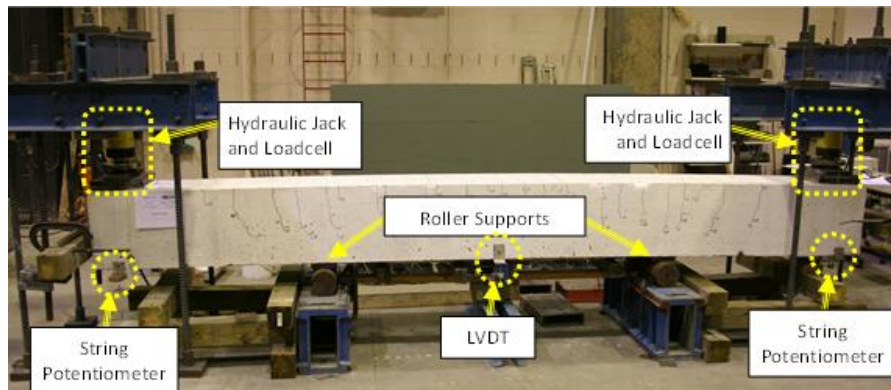 Hydraulic Jack
and Loadcell
Hydraulic Jack
and Loadcell
Roller Supports
String
Potentiometer
LVDT
String
Potentiometer